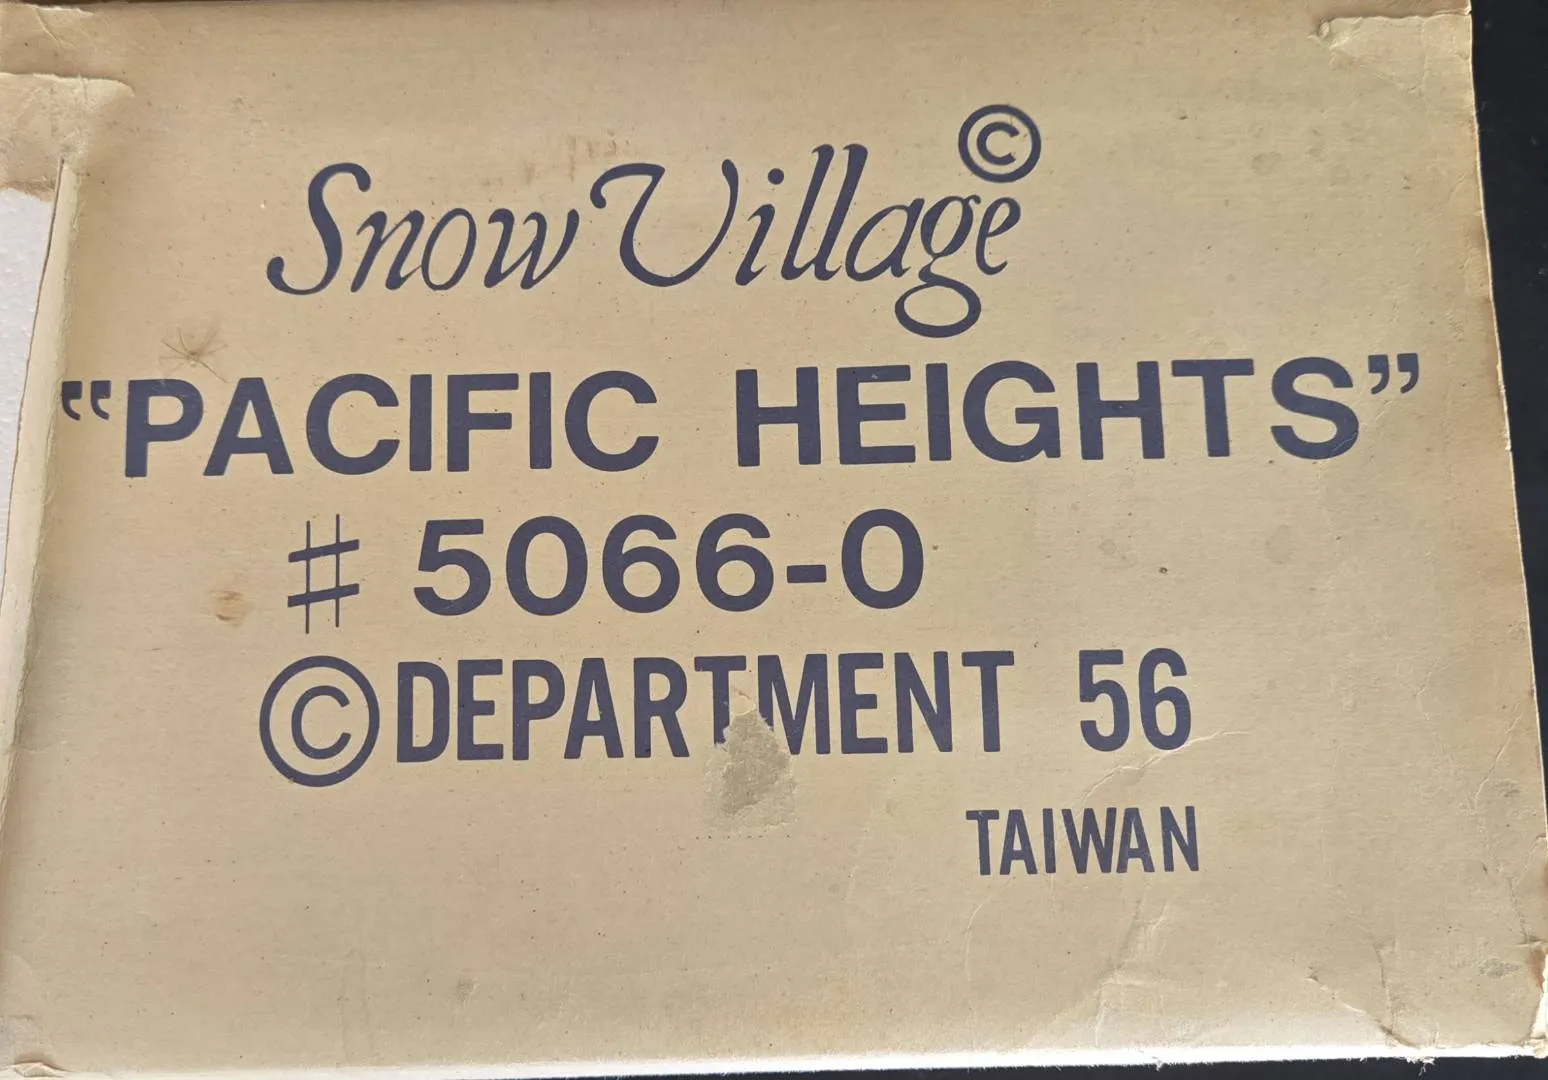 Snow Village ©
“PACIFIC HEIGHTS”
# 5066-0
© DEPARTMENT 56
TAIWAN